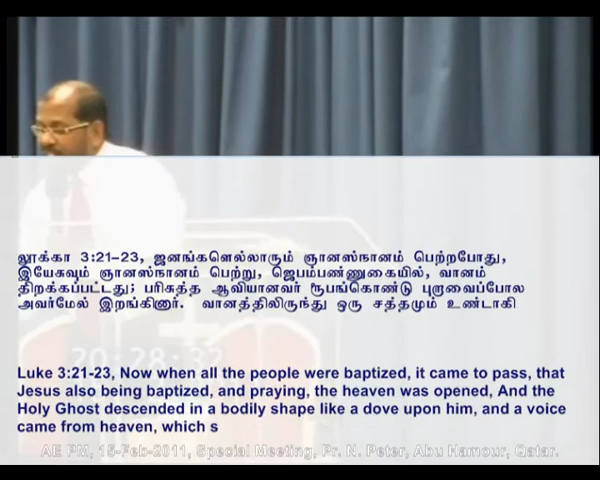 லூக்கா 3:21-23, ஜனங்களெல்லாரும் ஞானஸ்நானம் பெற்றபோது,
இயேசுவும் ஞானஸ்நானம் பெற்று, ஜெபம்பண்ணுகையில், வானம்
திறக்கப்பட்டது; பரிசுத்த ஆவியானவர் ரூபங்கொண்டு புறாவைப்போல
அவர்மேல் இறங்கினார். வானத்திலிருந்து ஒரு சத்தமும் உண்டாகி
20:28:32
Luke 3:21-23, Now when all the people were baptized, it came to pass, that
Jesus also being baptized, and praying, the heaven was opened, And the
Holy Ghost descended in a bodily shape like a dove upon him, and a voice
came from heaven, which s
AE PM, 15-Feb-2011, Special Meeting, Pr. N. Peter, Abu Hamour, Qatar.